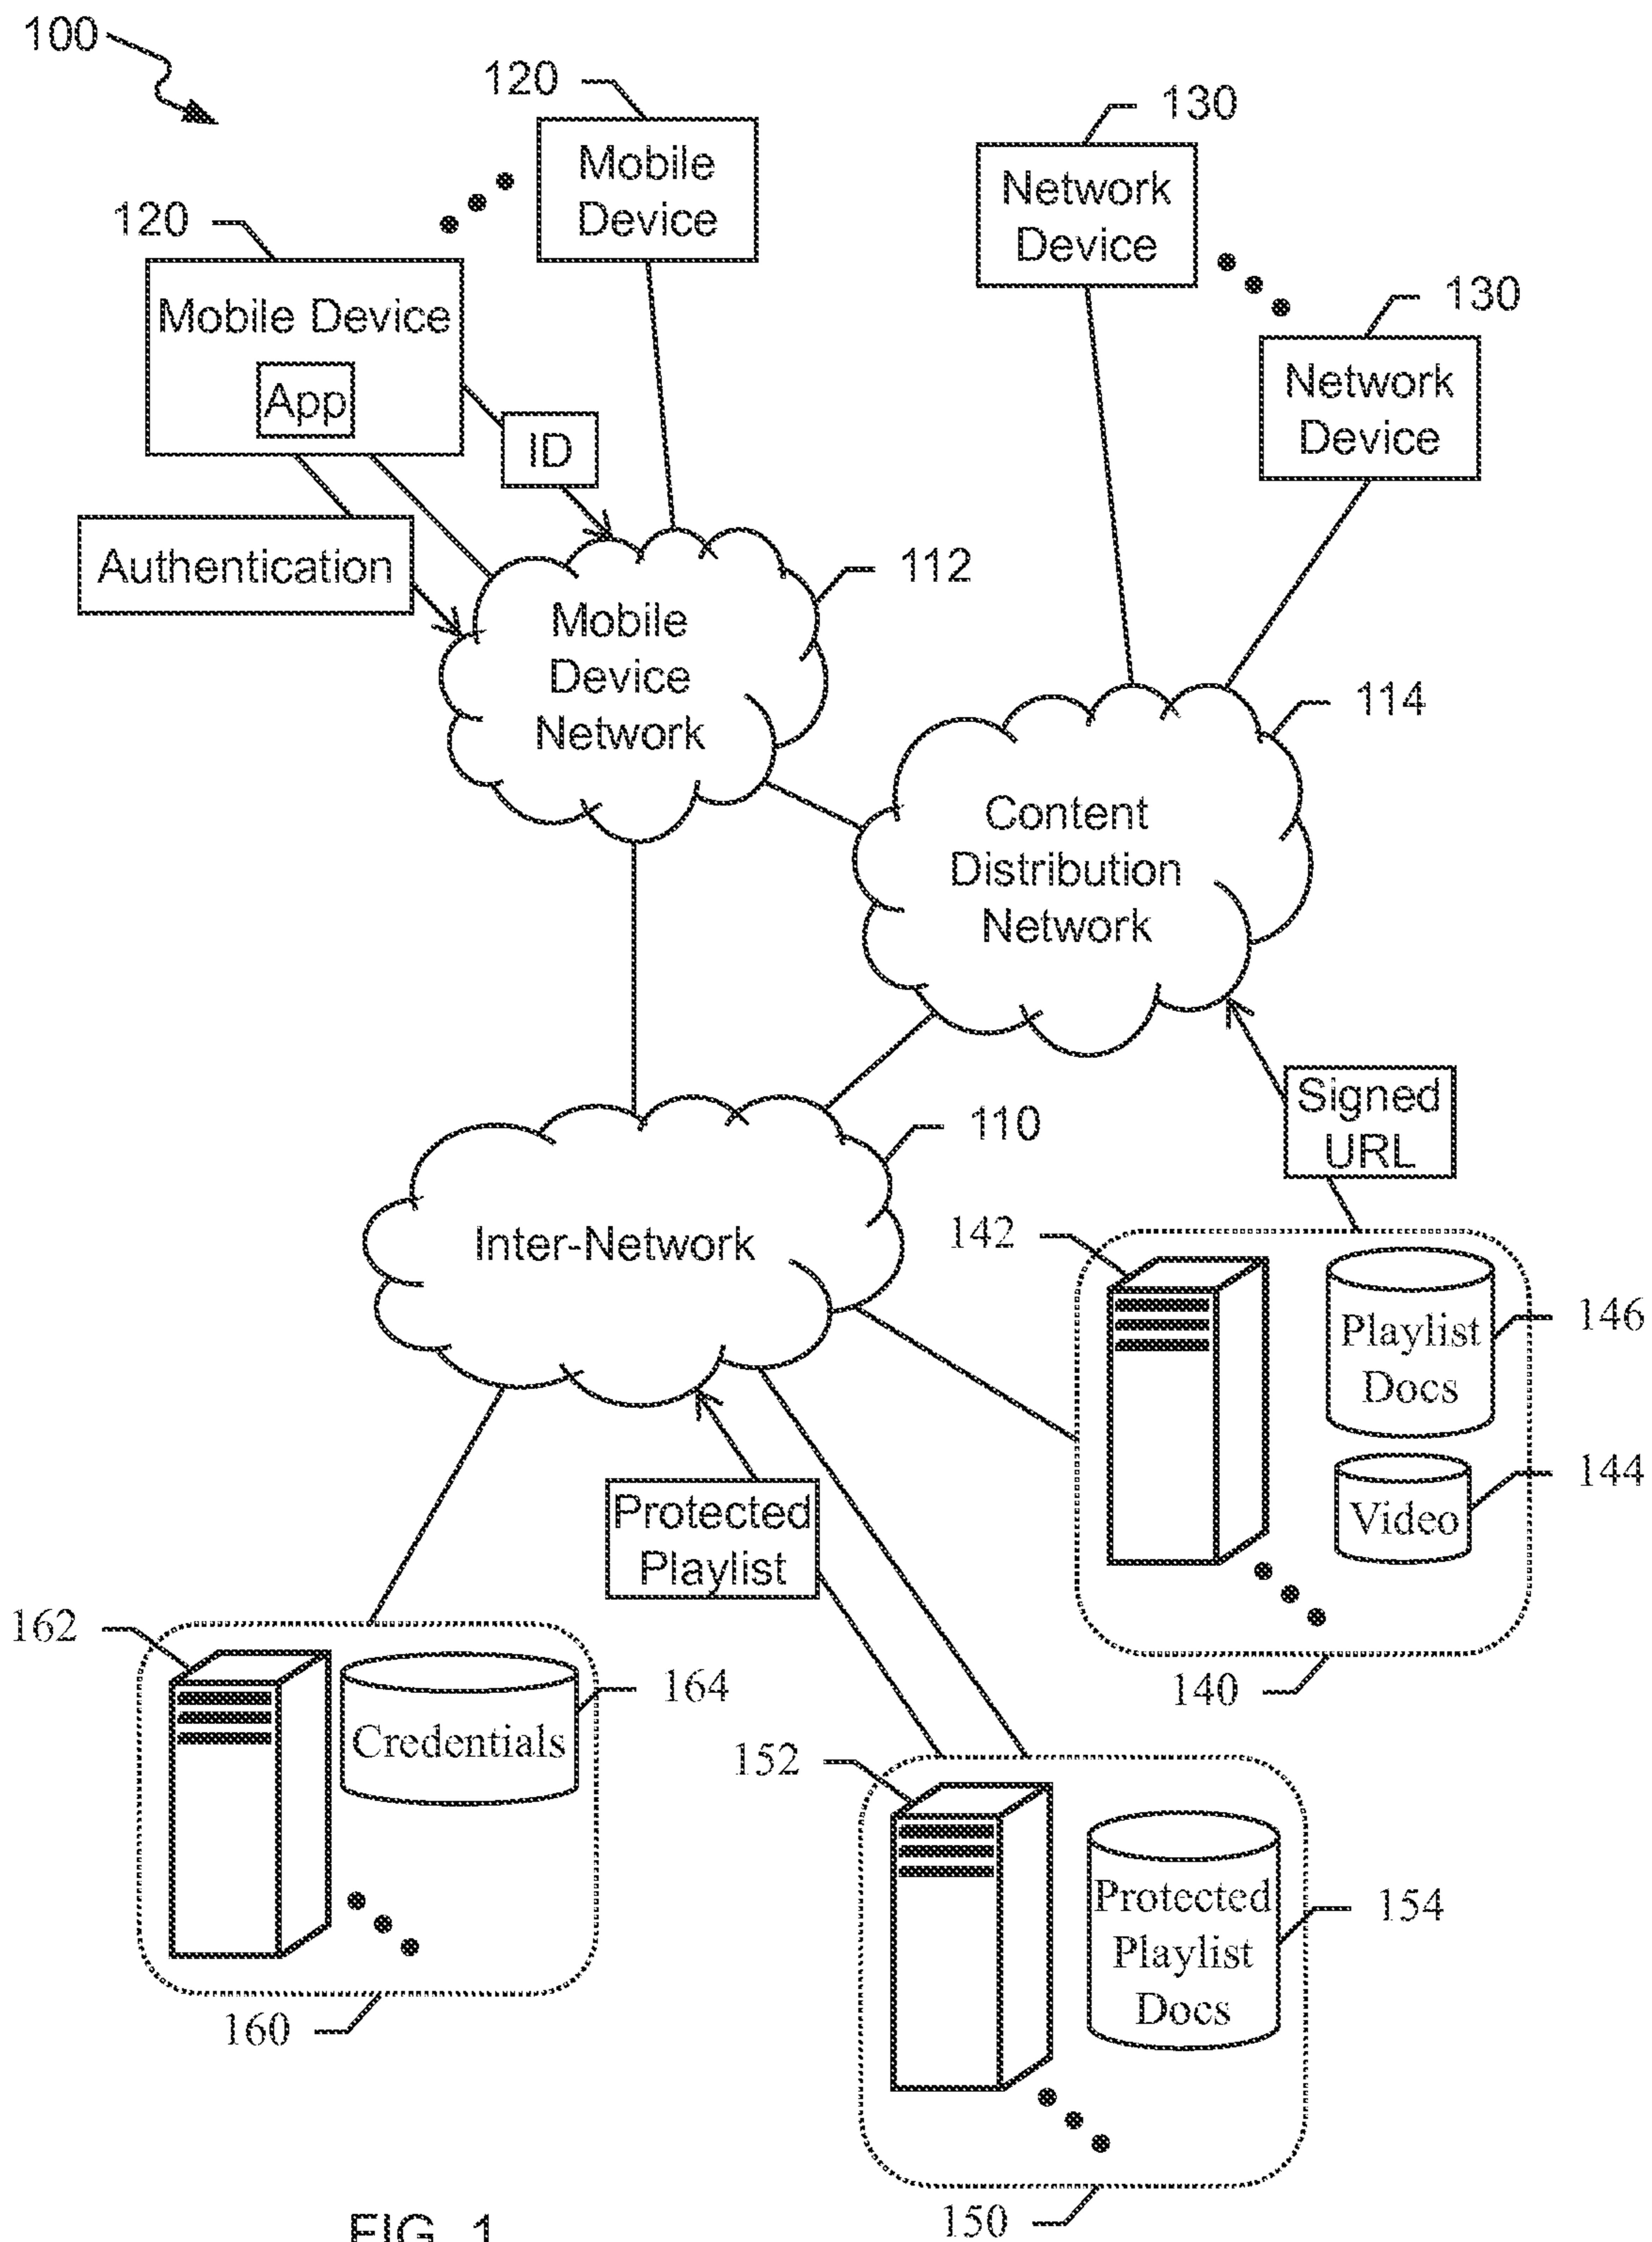 100
120
Mobile
Device
130
Network
Device
120
Mobile Device
App
130
Network
Device
ID
Authentication
112
Mobile
Device
Network
114
Content
Distribution
Network
Signed
URL
110
Inter-Network
142
Playlist
Docs
146
Video
144
140
Protected
Playlist
162
Credentials
164
160
152
Protected
Playlist
Docs
154
150
FIG. 1